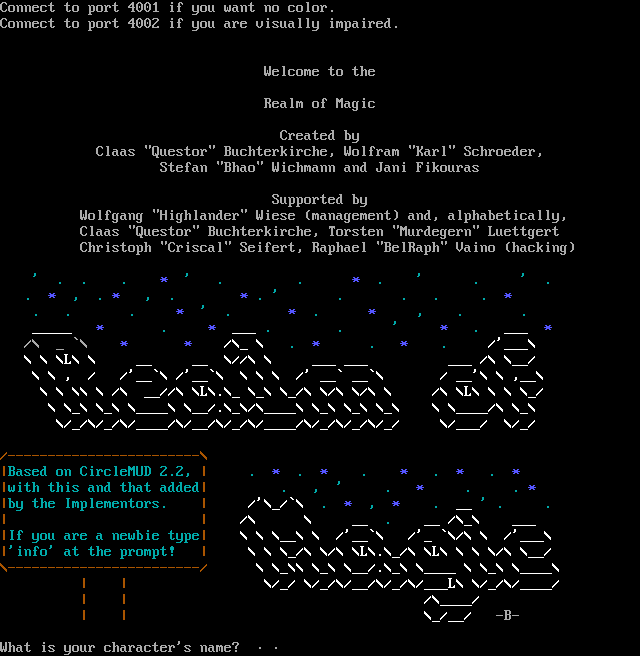 Connect to port 4001 if you want no color.
Connect to port 4002 if you are visually impaired.
Welcome to the
Realm of Magic
Created by
Claas "Questor" Buchterkirche, Wolfram "Karl" Schroeder,
Stefan "Bhao" Wichmann and Jani Fikouras
Supported by
Wolfgang "Highlander" Wiese (management) and, alphabetically,
Claas "Questor" Buchterkirche, Torsten "Murdegern" Luettgert
Christoph "Criscal" Seifert, Raphael "BelRaph" Vaino (hacking)
Realm of
Magic
Based on CircleMUD 2.2,
with this and that added
by the Implementors.
If you are a newbie type
'info' at the prompt!
-B-
What is your character's name?